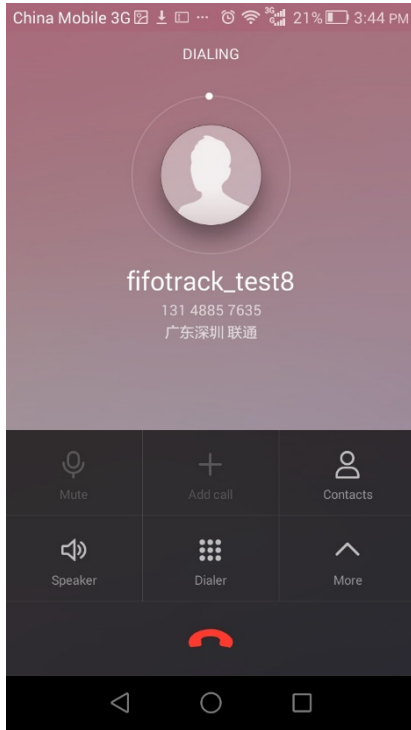 China Mobile 3G ... 3G G 21% 3:44 PM
DIALING
fifotrack_test8
131 4885 7635
广东深圳 联通
Mute Add call Contacts
Speaker Dialer More